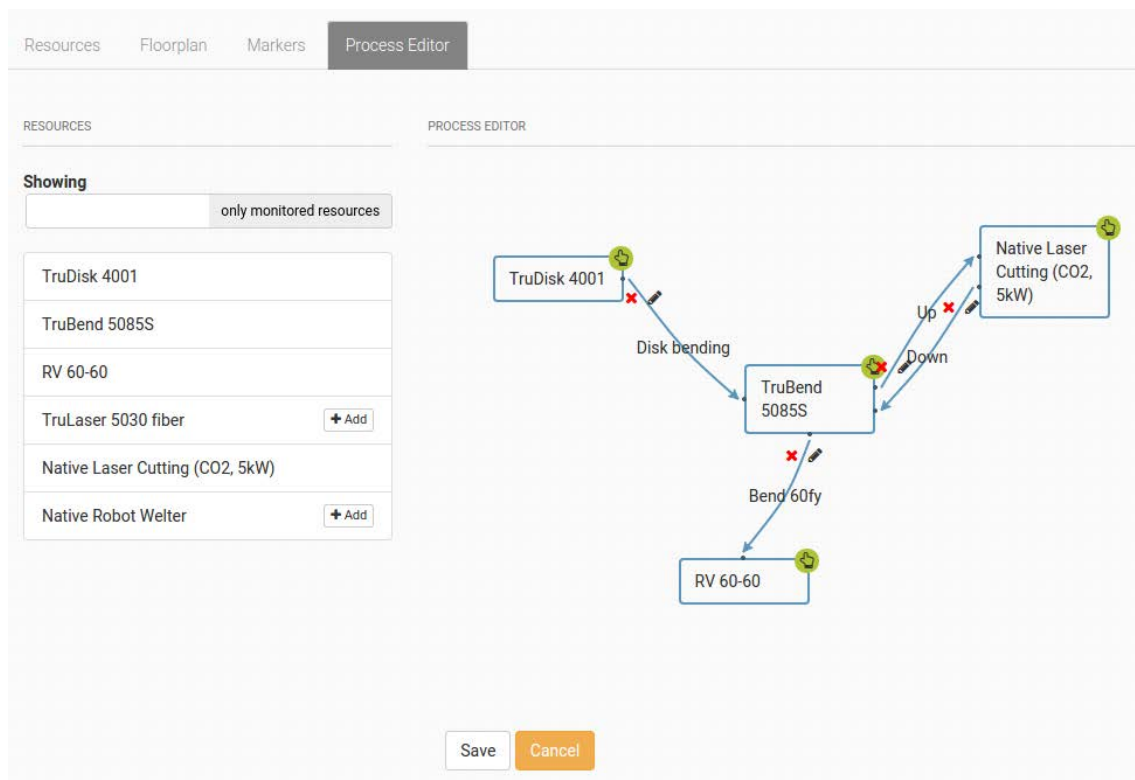 Resources Floorplan Markers Process Editor
RESOURCES
PROCESS EDITOR
Showing
only monitored resources
TruDisk 4001
TruBend 5085S
RV 60-60
TruLaser 5030 fiber
Add
Native Laser Cutting (CO2, 5kW)
Native Robot Welter
Add
TruDisk 4001
Native Laser
Cutting (CO2,
5kW)
Up
Disk bending
Down
TruBend
5085S
Bend 60fy
RV 60-60
Save
Cancel